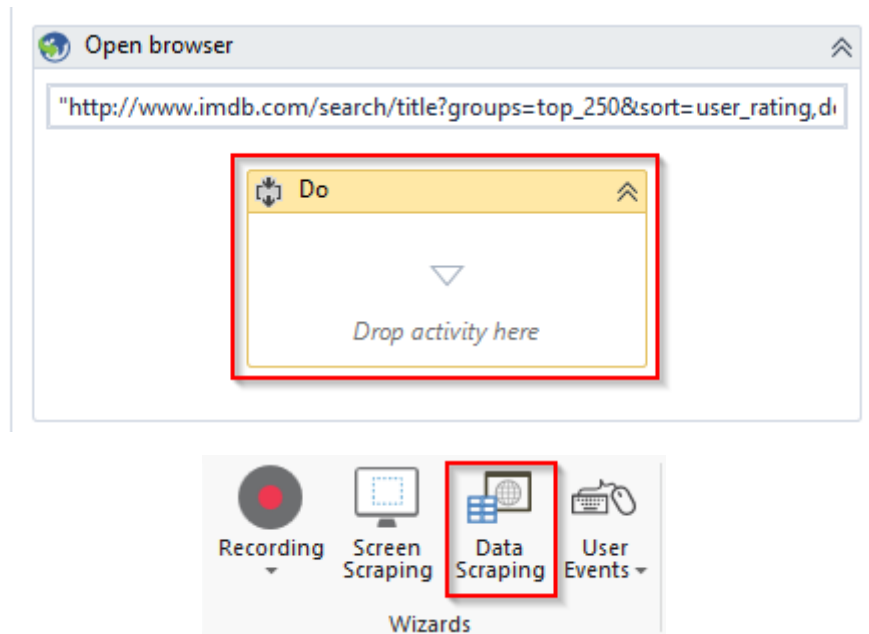 Open browser
"http://www.imdb.com/search/title?groups=top_250&sort=user_rating,d
Do
Drop activity here
Recording
Screen
Scraping
Data
Scraping
User
Events
Wizards